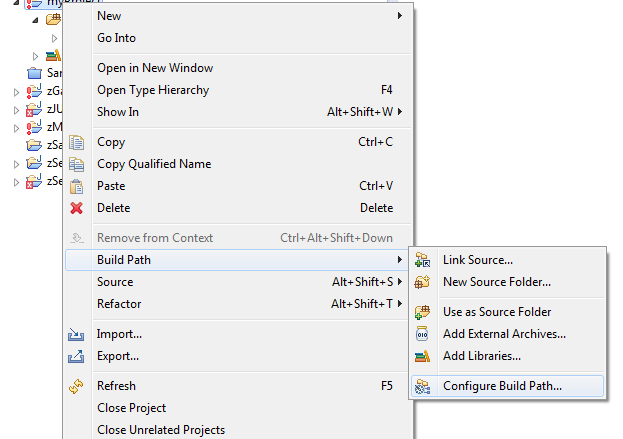 myProject
New
Go Into
Open in New Window
Open Type Hierarchy F4
Show In Alt+Shift+W
Copy Ctrl+C
Copy Qualified Name
Paste Ctrl+V
Delete Delete
Remove from Context Ctrl+Alt+Shift+Down
Build Path
Source Alt+Shift+S
Refactor Alt+Shift+T
Import...
Export...
Refresh F5
Close Project
Close Unrelated Projects
Link Source...
New Source Folder...
Use as Source Folder
Add External Archives...
Add Libraries...
Configure Build Path...
San
zGa
zJU
zM
zSa
zSe
zSe